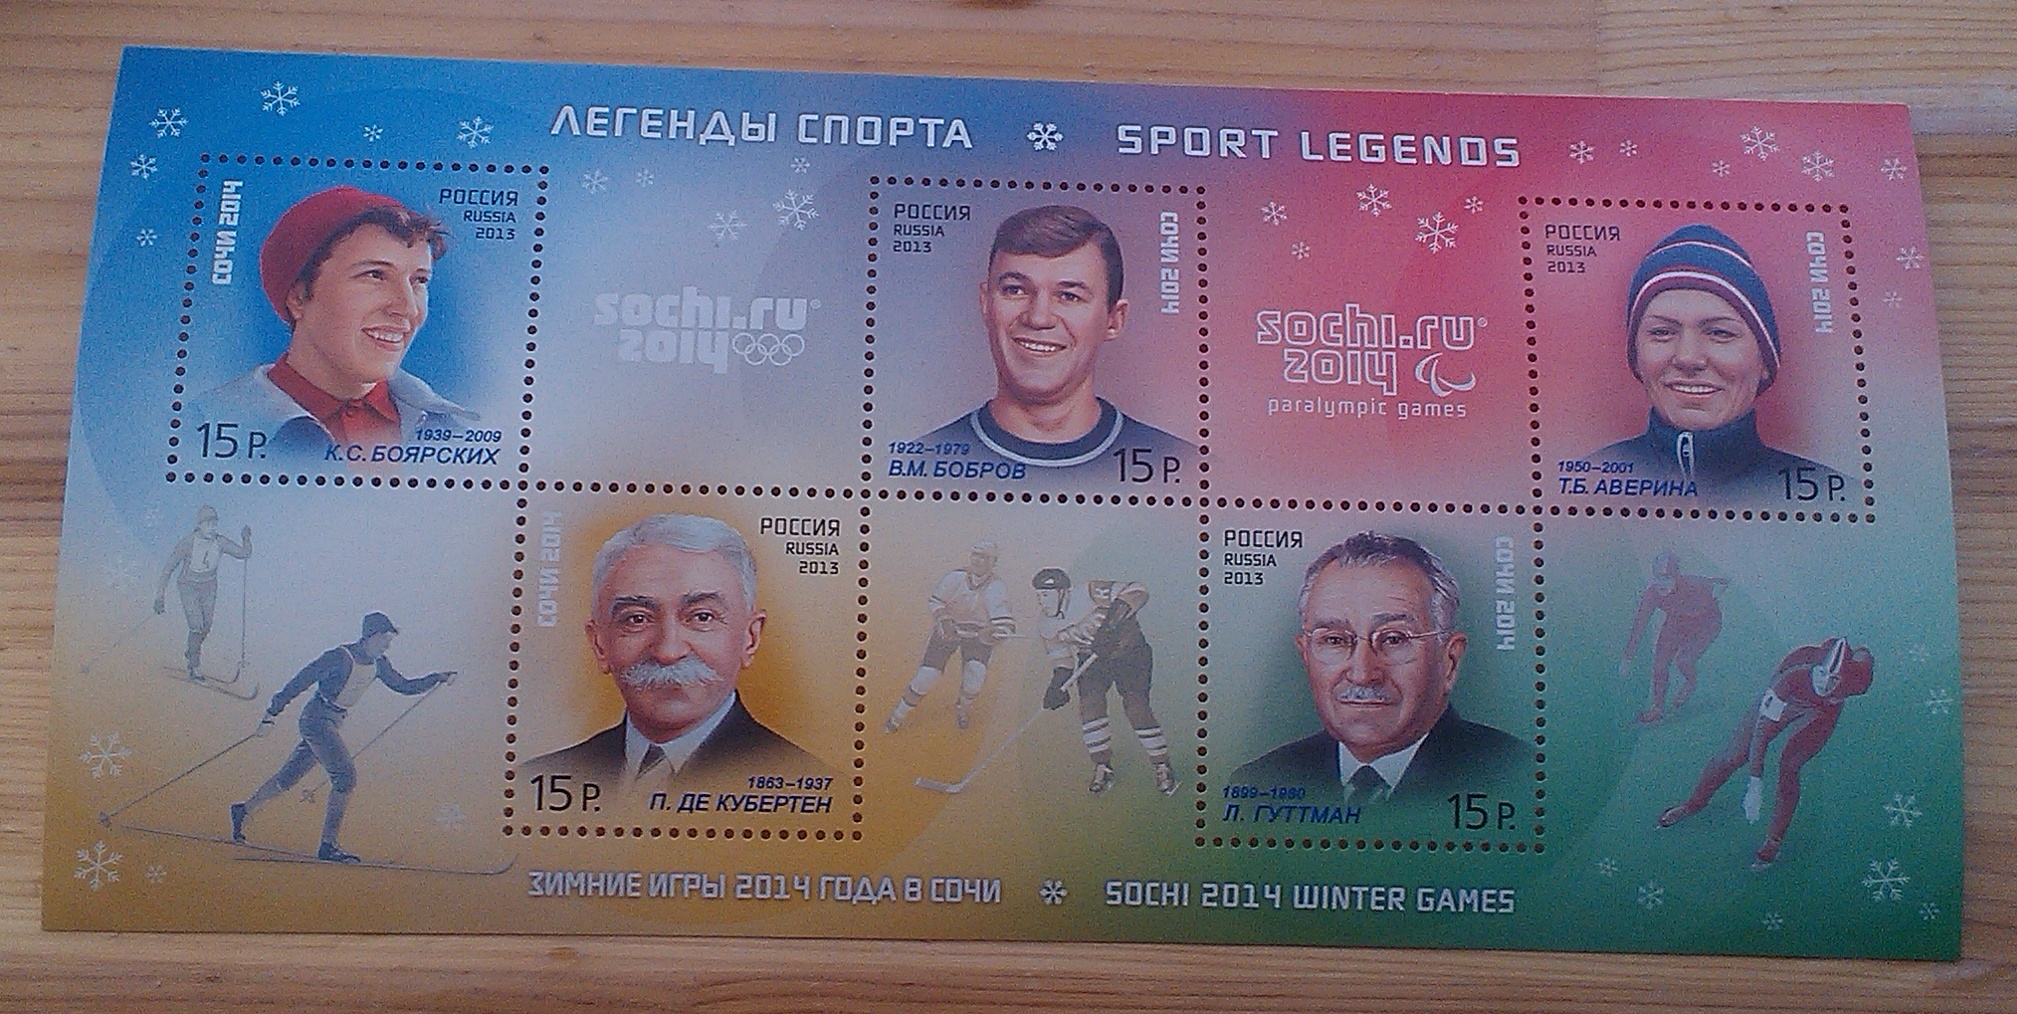 ЛЕГЕНДЫ СПОРТА SPORT LEGENDS
СОЧИ 2014
РОССИЯ
RUSSIA
2013
15 Р.
1939–2009
К.С. БОЯРСКИХ
sochi.ru
2014
РОССИЯ
RUSSIA
2013
СОЧИ 2014
1922–1979
В.М. БОБРОВ
15 Р.
sochi.ru
2014
paralympic games
РОССИЯ
RUSSIA
2013
СОЧИ 2014
1950–2001
Т.Б. АВЕРИНА
15 Р.
СОЧИ 2014
РОССИЯ
RUSSIA
2013
15 Р.
1863–1937
П. ДЕ КУБЕРТЕН
РОССИЯ
RUSSIA
2013
СОЧИ 2014
1899–1980
Л. ГУТТМАН
15 Р.
ЗИМНИЕ ИГРЫ 2014 ГОДА В СОЧИ SOCHI 2014 WINTER GAMES